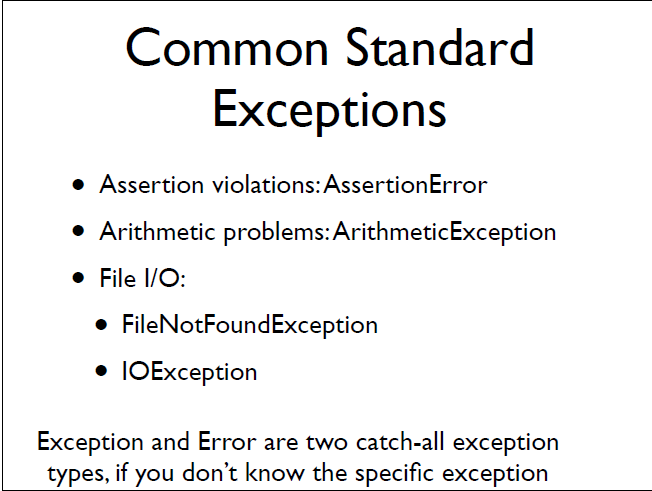 Common Standard
Exceptions
• Assertion violations: AssertionError
• Arithmetic problems: ArithmeticException
• File I/O:
• FileNotFoundException
• IOException
Exception and Error are two catch-all exception
types, if you don’t know the specific exception